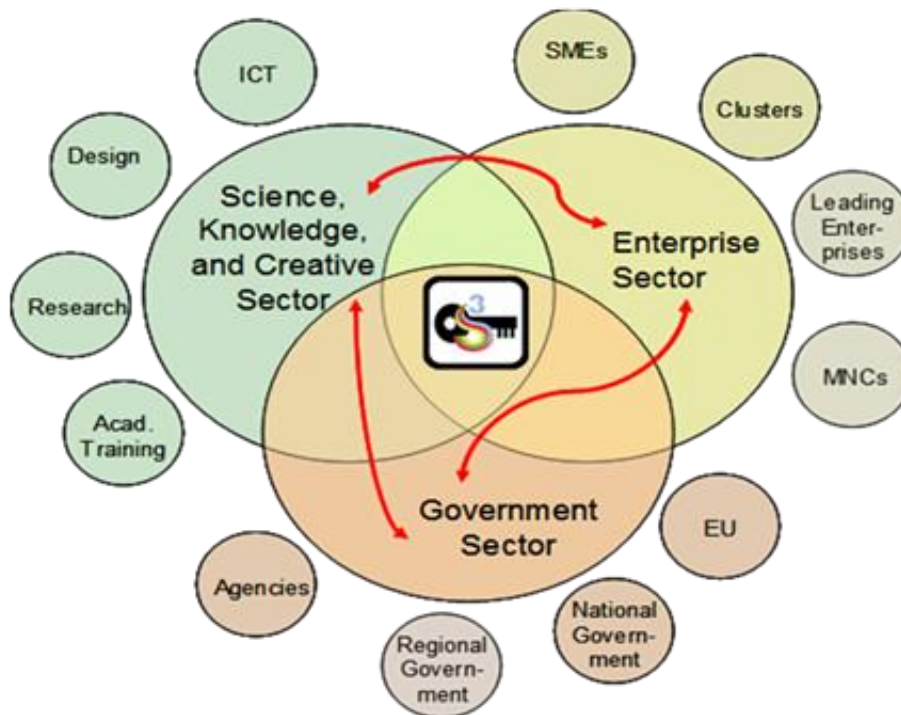 ICT
SMEs
Clusters
Design
Science,
Knowledge,
and Creative
Sector
Leading
Enter-
prises
Enterprise
Sector
Research
3
MNCs
Acad.
Training
Government
Sector
EU
Agencies
National
Govern-
ment
Regional
Govern-
ment